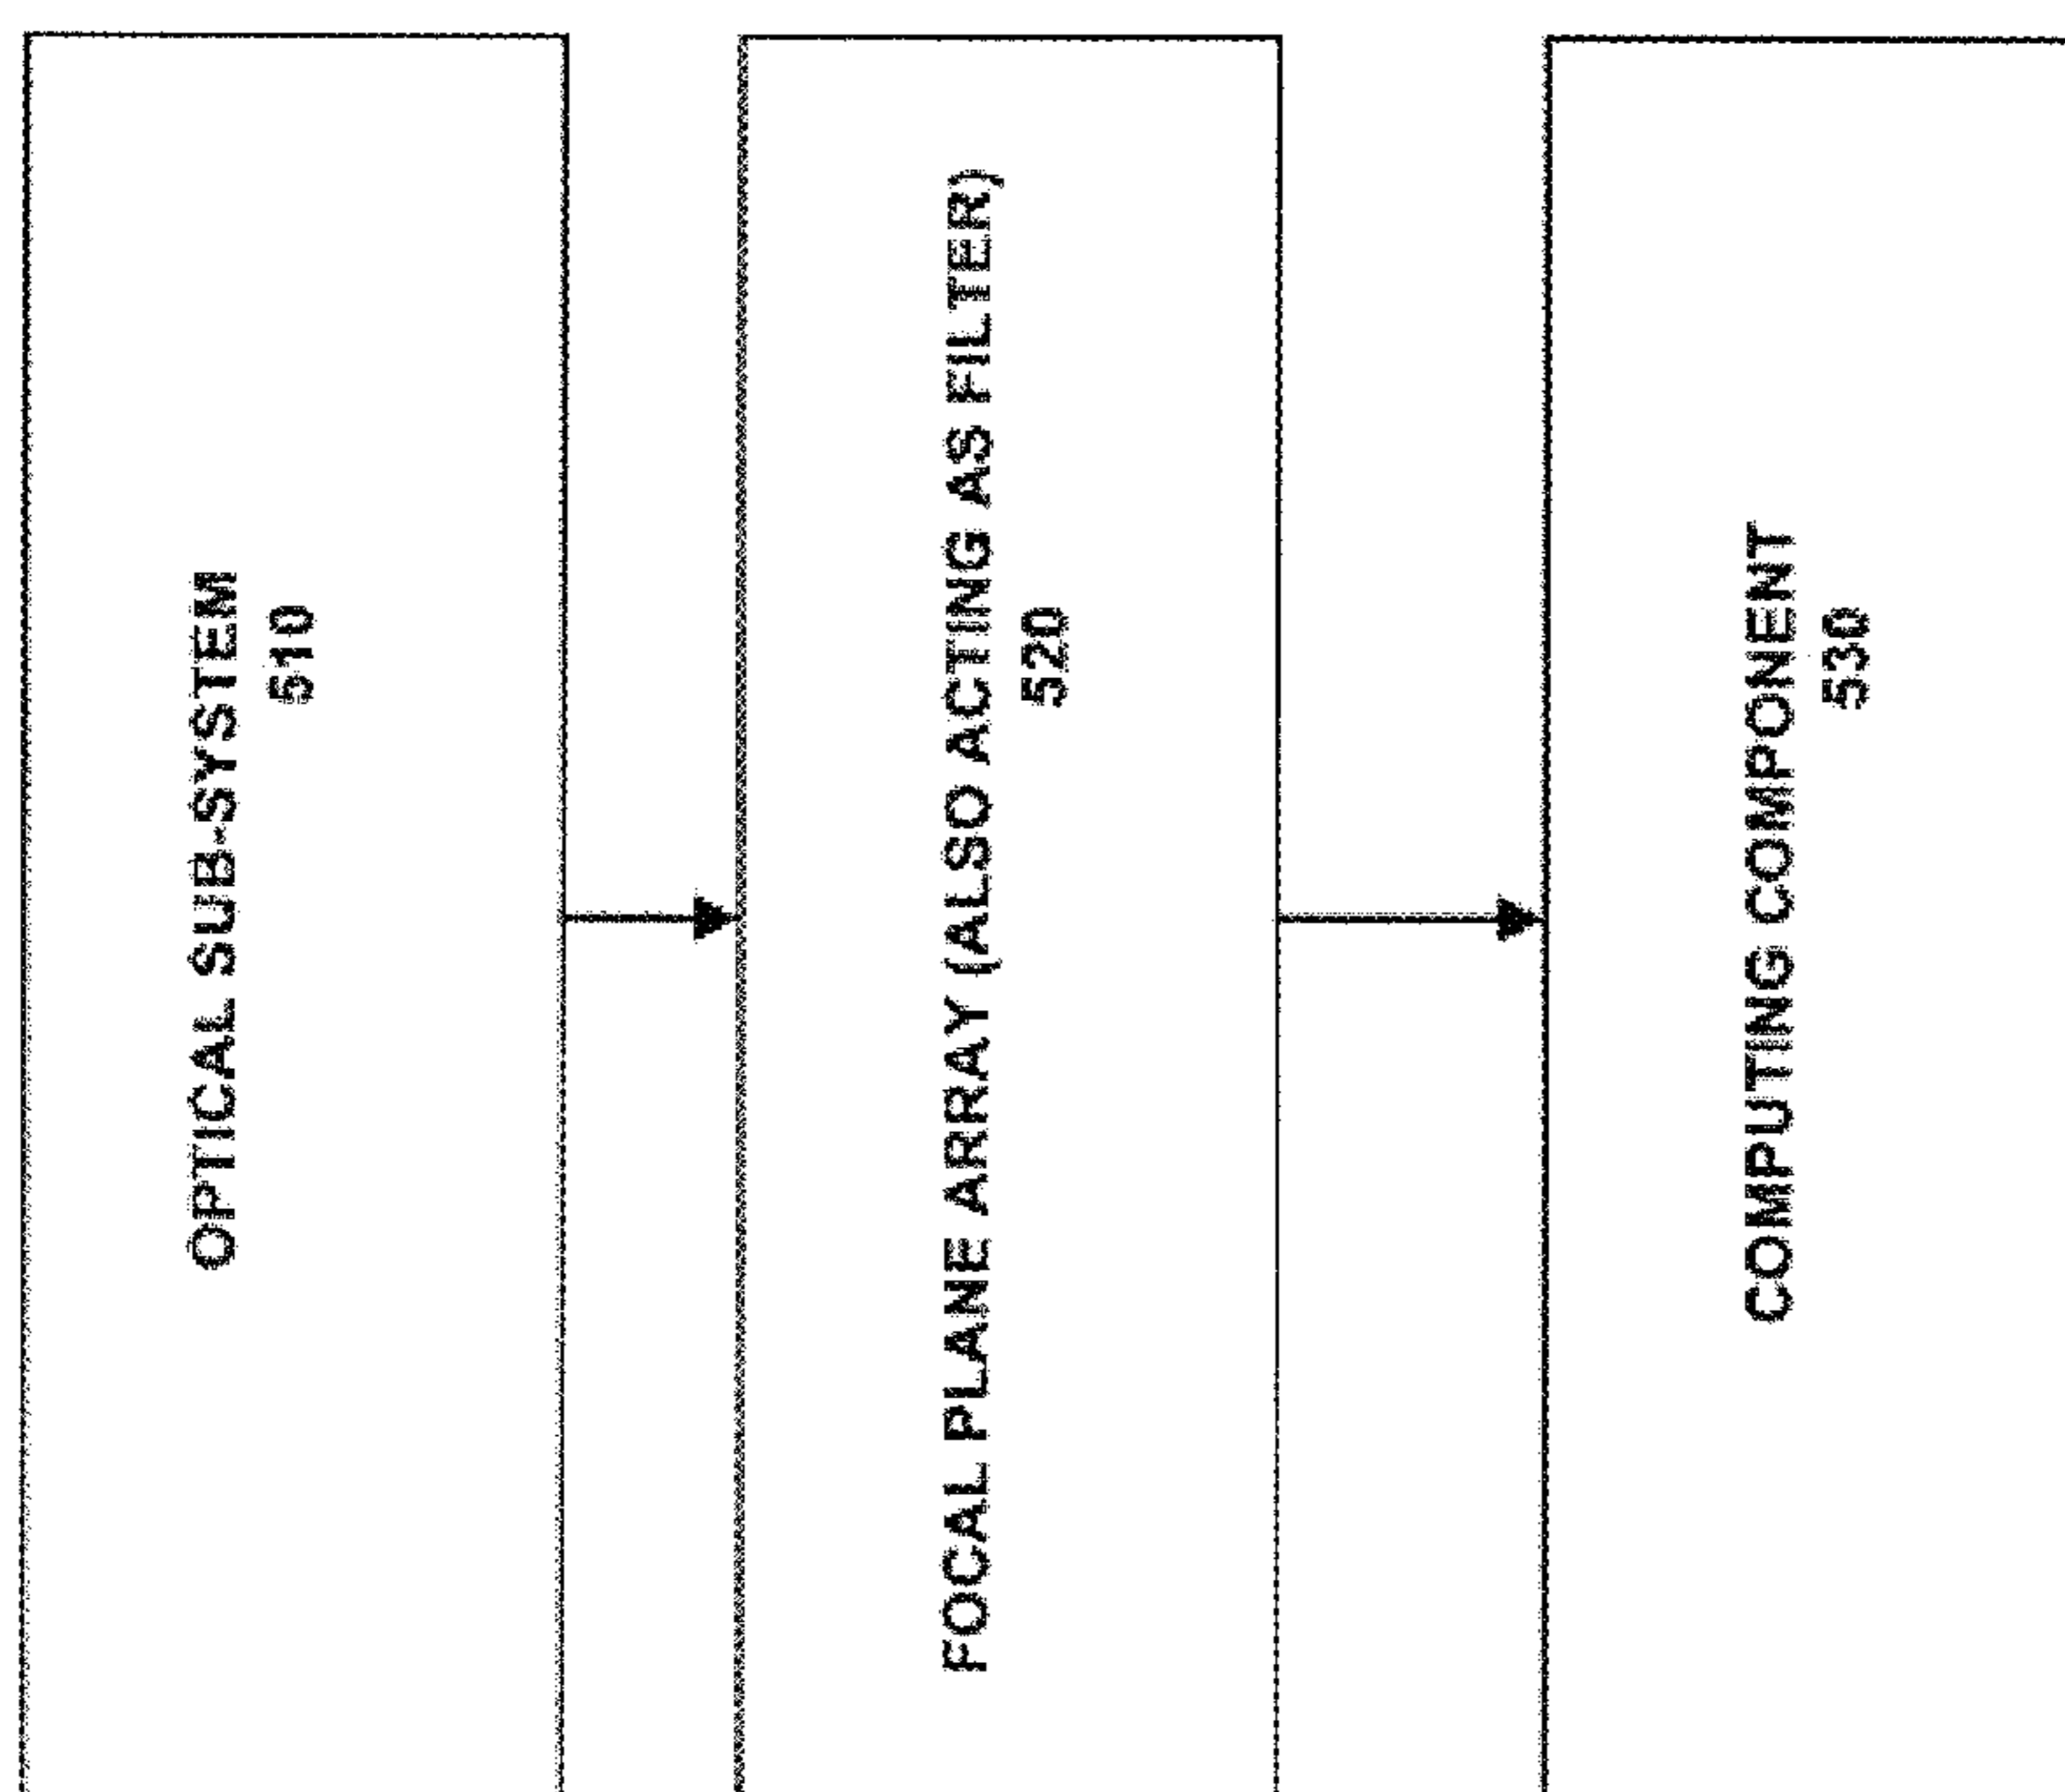 OPTICAL SUB-SYSTEM
510
FOCAL PLANE ARRAY (ALSO ACTING AS FILTER)
520
COMPUTING COMPONENT
530